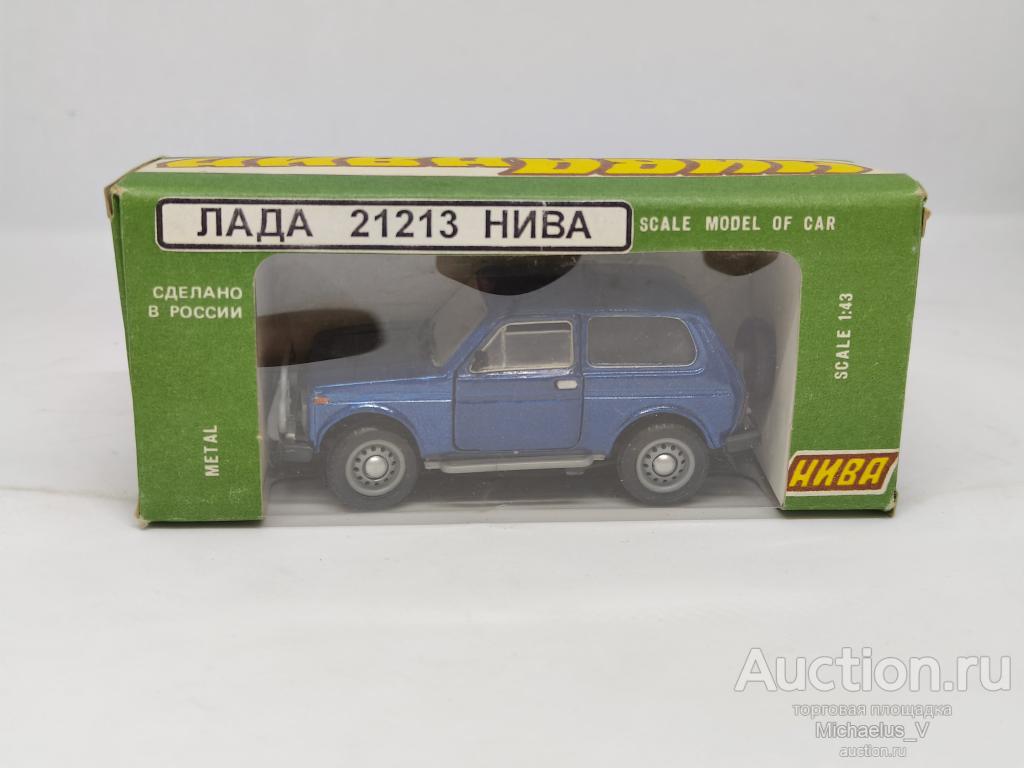 ЛАДА 21213 НИВА
SCALE MODEL OF CAR
СДЕЛАНО
В РОССИИ
METAL
SCALE 1:43
НИВА
Auction.ru
торговая площадка
Michaelus_V
auction.ru